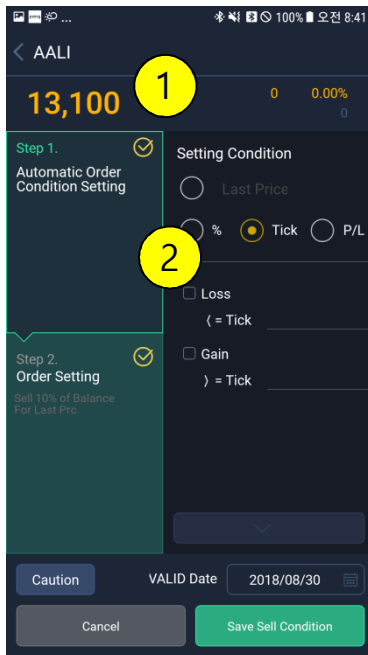 ... 100% 오전 8:41
AALI
13,100
1
0 0.00%
0
Step 1.
Automatic Order
Condition Setting
Setting Condition
Last Price
% Tick P/L
2
Loss
⟨ = Tick
Gain
⟩ = Tick
Step 2.
Order Setting
Sell 10% of Balance
For Last Prc
Caution
VALID Date
2018/08/30
Cancel
Save Sell Condition